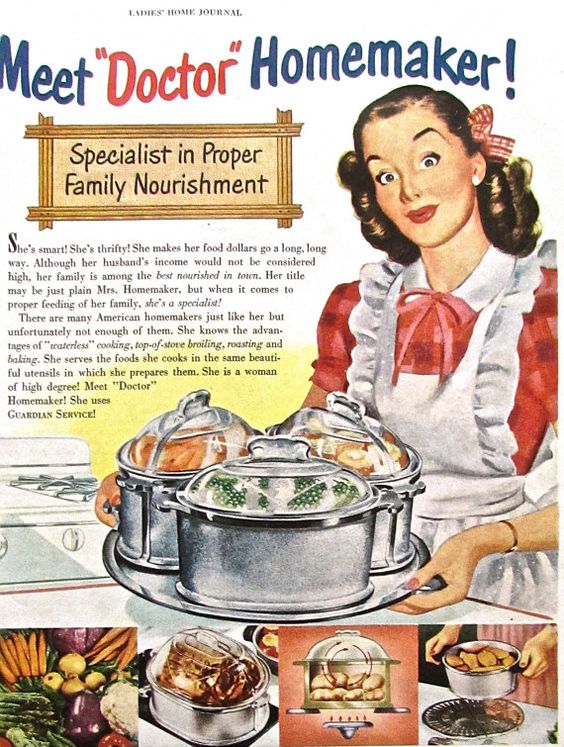 LADIES' HOME JOURNAL
Meet "Doctor" Homemaker!
Specialist in Proper
Family Nourishment
She's smart! She's thrifty! She makes her food dollars go a long, long
way. Although her husband's income would not be considered
high, her family is among the best nourished in town. Her title
may be just plain Mrs. Homemaker, but when it comes to
proper feeding of her family, she's a specialist!
There are many American homemakers just like her but
unfortunately not enough of them. She knows the advan-
tages of "waterless" cooking, top-of-stove broiling, roasting and
baking. She serves the foods she cooks in the same beauti-
ful utensils in which she prepares them. She is a woman
of high degree! Meet "Doctor"
Homemaker! She uses
GUARDIAN SERVICE!